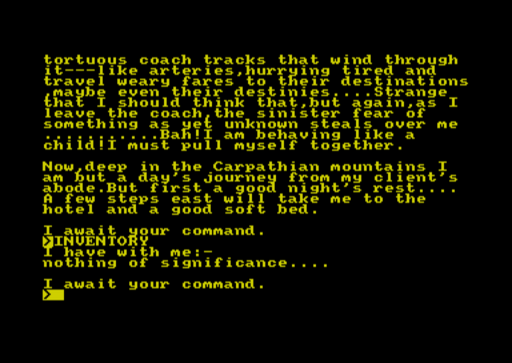 tortuous coach tracks that wind through
it---like arteries,hurrying tired and
travel weary fares to their destinations
,maybe even their destinies....Strange
that I should think that,but again,as I
leave the coach,the sinister fear of
something as yet unknown steals over me
............Bah!I am behaving like a
child!I must pull myself together.
Now,deep in the Carpathian mountains I
am but a day's journey from my client's
abode.But first a good night's rest....
A few steps east will take me to the
hotel and a good soft bed.
I await your command.
>INVENTORY
I have with me:-
nothing of significance....
I await your command.
>